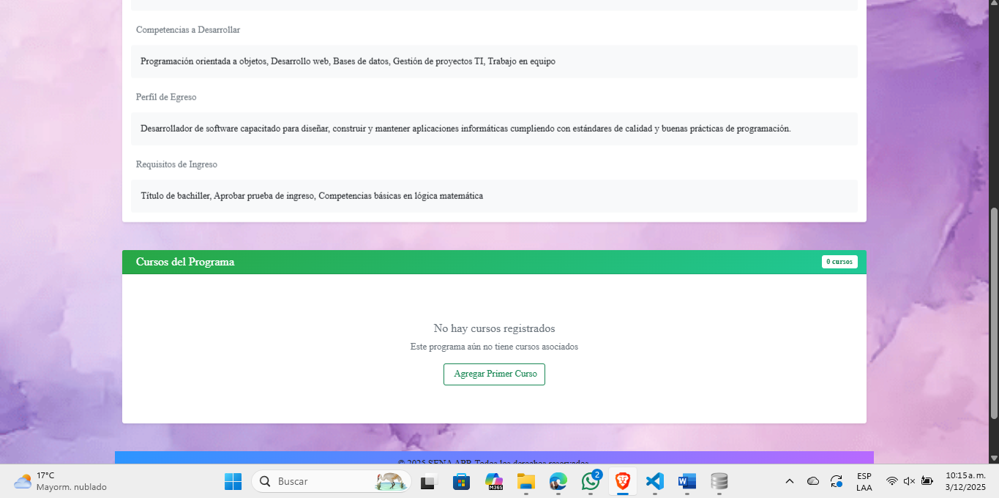 Competencias a Desarrollar
Programación orientada a objetos, Desarrollo web, Bases de datos, Gestión de proyectos TI, Trabajo en equipo
Perfil de Egreso
Desarrollador de software capacitado para diseñar, construir y mantener aplicaciones informáticas cumpliendo con estándares de calidad y buenas prácticas de programación.
Requisitos de Ingreso
Título de bachiller, Aprobar prueba de ingreso, Competencias básicas en lógica matemática
Cursos del Programa
0 cursos
No hay cursos registrados
Este programa aún no tiene cursos asociados
Agregar Primer Curso
© 2025 SENA APP. Todos los derechos reservados.
17°C
Mayorm. nublado
Buscar
M365
2
ESP
LAA
10:15 a. m.
3/12/2025